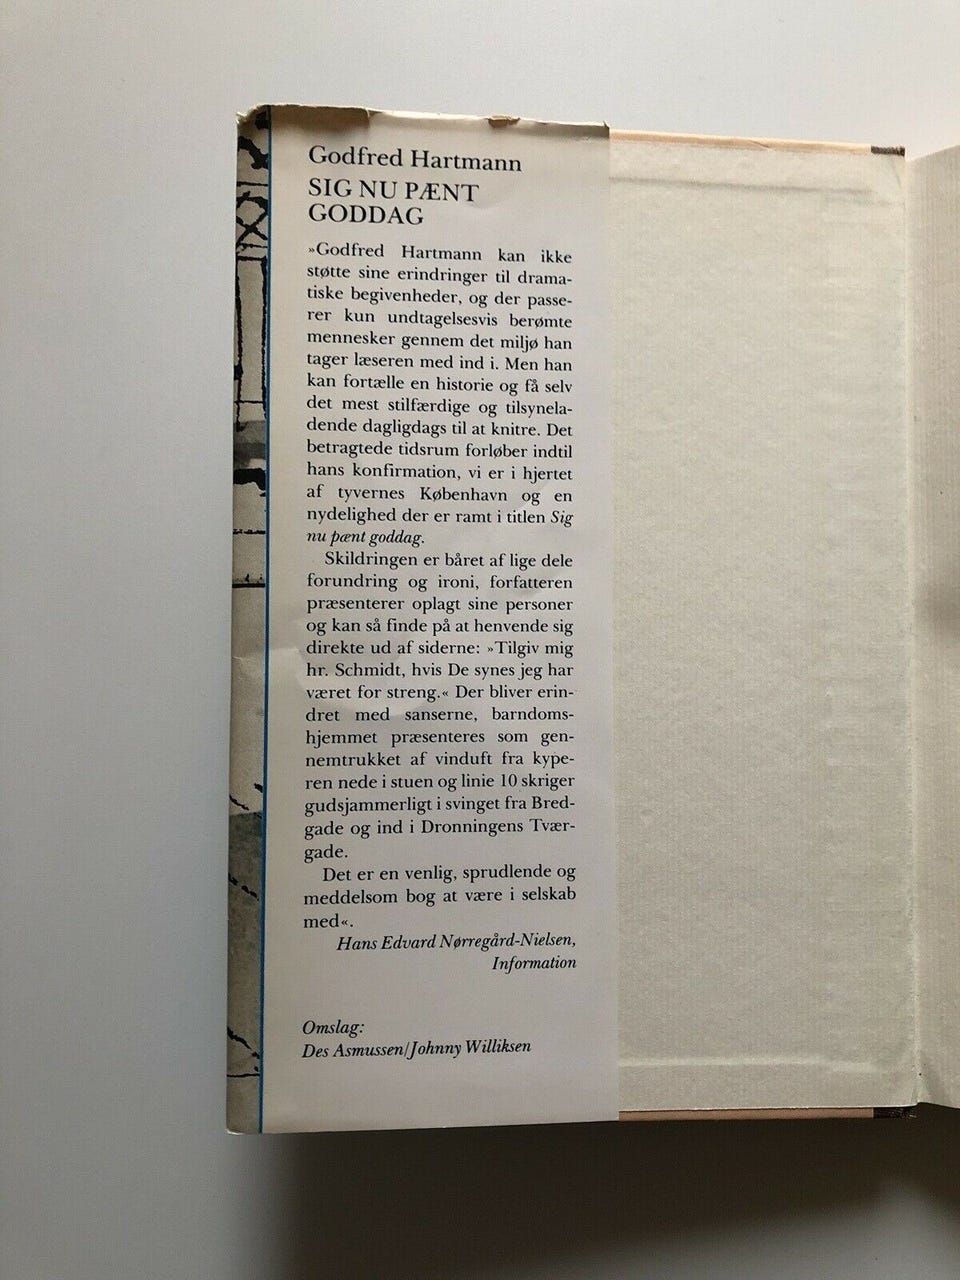 Godfred Hartmann
SIG NU PÆNT
GODDAG
»Godfred Hartmann kan ikke
støtte sine erindringer til drama-
tiske begivenheder, og der passe-
rer kun undtagelsesvis berømte
mennesker gennem det miljø han
tager læseren med ind i. Men han
kan fortælle en historie og få selv
det mest stilfærdige og tilsynela-
dende dagligdags til at knitre. Det
betragtede tidsrum forløber indtil
hans konfirmation, vi er i hjertet
af tyvernes København og en
nydelighed der er ramt i titlen Sig
nu pænt goddag.
Skildringen er båret af lige dele
forundring og ironi, forfatteren
præsenterer oplagt sine personer
og kan så finde på at henvende sig
direkte ud af siderne: »Tilgiv mig
hr. Schmidt, hvis De synes jeg har
været for streng.« Der bliver erin-
dret med sanserne, barndoms-
hjemmet præsenteres som gen-
nemtrukket af vinduft fra kype-
ren nede i stuen og linie 10 skriger
gudsjammerligt i svinget fra Bred-
gade og ind i Dronningens Tvær-
gade.
Det er en venlig, sprudlende og
meddelsom bog at være i selskab
med«.
Hans Edvard Nørregård-Nielsen,
Information
Omslag:
Des Asmussen/Johnny Williksen